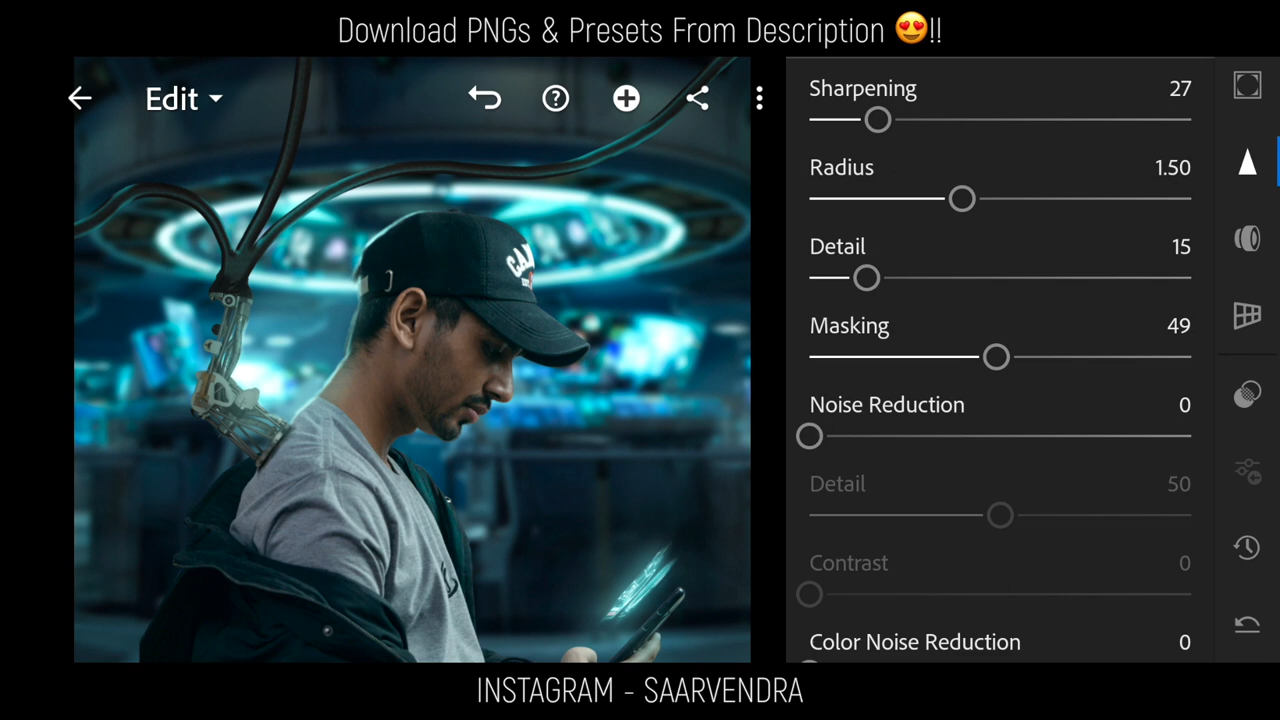 Download PNGs & Presets From Description 😍!!
Edit
Sharpening 27
Radius 1.50
Detail 15
Masking 49
Noise Reduction 0
Detail 50
Contrast 0
Color Noise Reduction 0
INSTAGRAM - SAARVENDRA